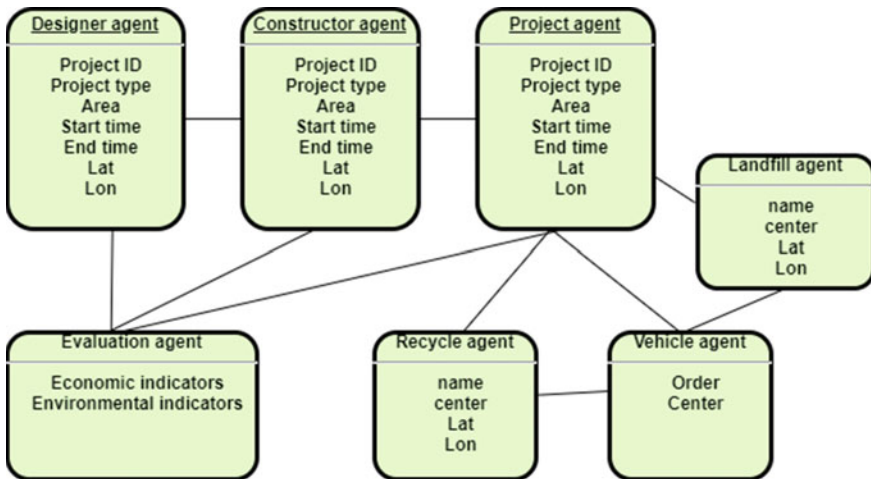 Designer agent
Project ID
Project type
Area
Start time
End time
Lat
Lon
Constructor agent
Project ID
Project type
Area
Start time
End time
Lat
Lon
Project agent
Project ID
Project type
Area
Start time
End time
Lat
Lon
Landfill agent
name
center
Lat
Lon
Evaluation agent
Economic indicators
Environmental indicators
Recycle agent
name
center
Lat
Lon
Vehicle agent
Order
Center